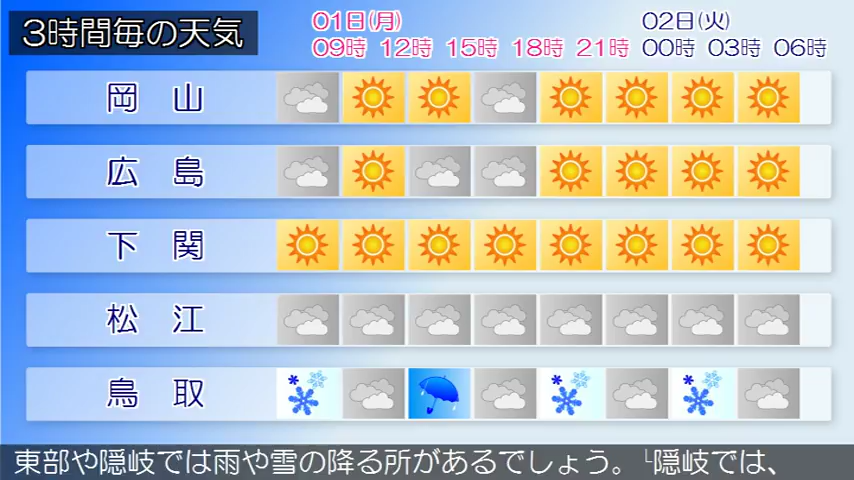 3時間毎の天気
01日(月) 02日(火)
09時 12時 15時 18時 21時 00時 03時 06時
岡 山
広 島
下 関
松 江
鳥 取
東部や隠岐では雨や雪の降る所があるでしょう。└隠岐では、